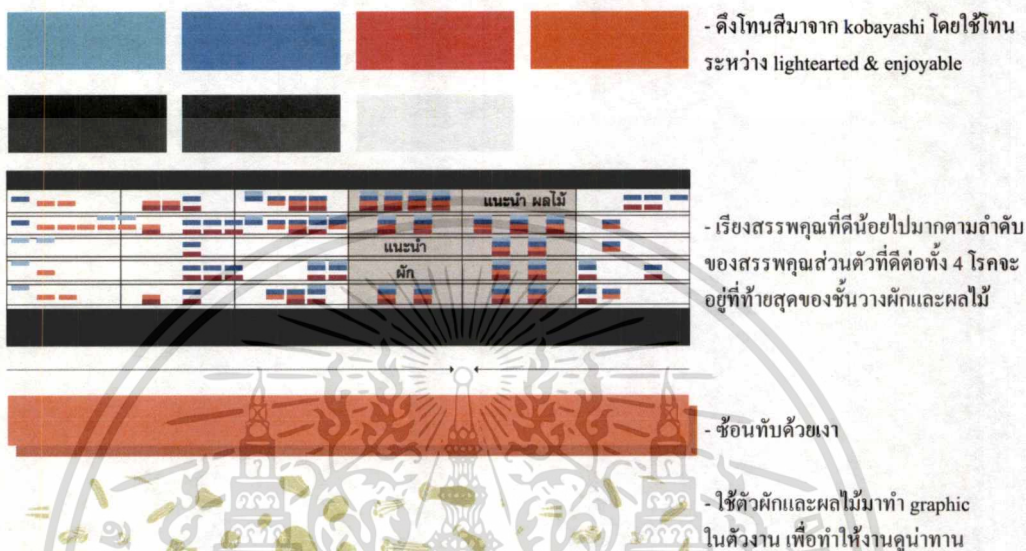 - ดึงโทนสีมาจาก kobayashi โดยใช้โทน
ระหว่าง lightearted & enjoyable
แนะนำ ผลไม้
แนะนำ
ผัก
- เรียงสรรพคุณที่ดีน้อยไปมากตามลำดับ
ของสรรพคุณส่วนตัวที่ดีต่อทั้ง 4 โรคจะ
อยู่ที่ท้ายสุดของชั้นวางผักและผลไม้
- ซ้อนทับด้วยเงา
- ใช้ตัวผักและผลไม้มาทำ graphic
ในตัวงาน เพื่อทำให้งานดูน่าทาน